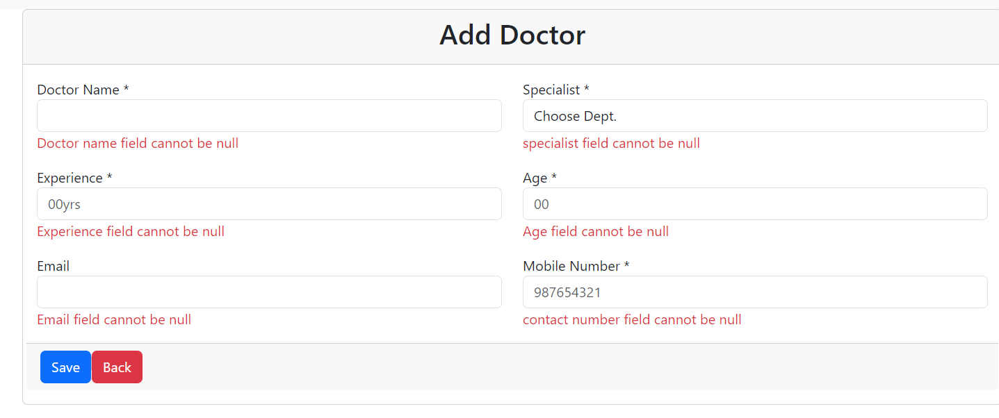 Add Doctor
Doctor Name *
Specialist *
Choose Dept.
Doctor name field cannot be null
specialist field cannot be null
Experience *
Age *
00yrs
00
Experience field cannot be null
Age field cannot be null
Email
Mobile Number *
987654321
Email field cannot be null
contact number field cannot be null
Save
Back